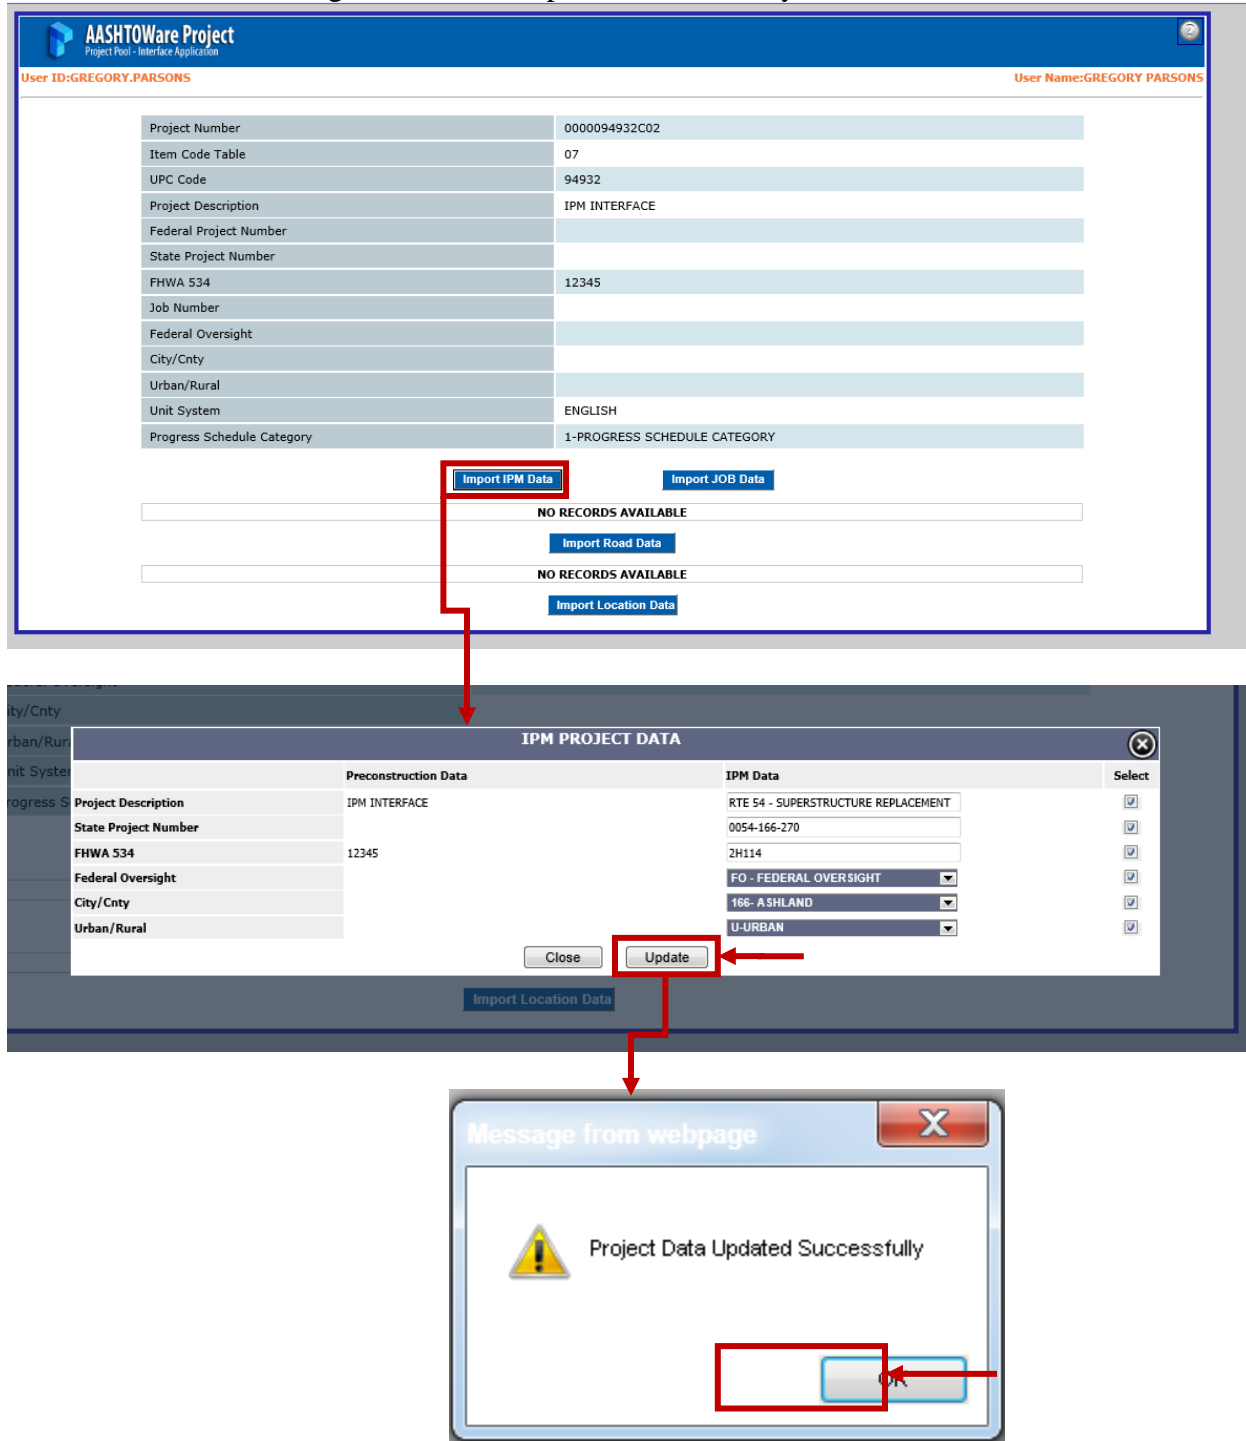 AASHTOWare Project
Project Pool - Interface Application
User ID:GREGORY.PARSONS User Name:GREGORY PARSONS
Project Number 0000094932C02
Item Code Table 07
UPC Code 94932
Project Description IPM INTERFACE
Federal Project Number
State Project Number
FHWA 534 12345
Job Number
Federal Oversight
City/Cnty
Urban/Rural
Unit System ENGLISH
Progress Schedule Category 1-PROGRESS SCHEDULE CATEGORY
Import IPM Data Import JOB Data
NO RECORDS AVAILABLE
Import Road Data
NO RECORDS AVAILABLE
Import Location Data
ity/Cnty
rban/Rura
nit System
rogress S
IPM PROJECT DATA
Preconstruction Data IPM Data Select
Project Description IPM INTERFACE RTE 54 - SUPERSTRUCTURE REPLACEMENT
State Project Number 0054-166-270
FHWA 534 12345 2H114
Federal Oversight FO - FEDERAL OVERSIGHT
City/Cnty 166- ASHLAND
Urban/Rural U-URBAN
Close Update
Import Location Data
Message from webpage
X
Project Data Updated Successfully
OK